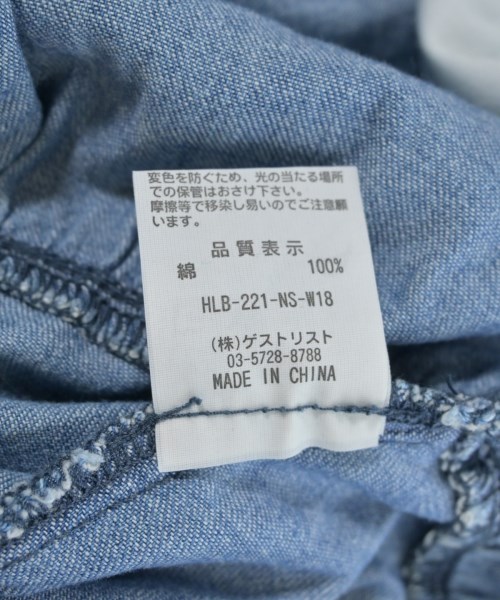 変色を防ぐため、光の当たる場所
での保管はおさけ下さい。
摩擦等で移染し易いのでご注意願
います。
品質表示
綿 100%
HLB-221-NS-W18
(株)ゲストリスト
03-5728-8788
MADE IN CHINA